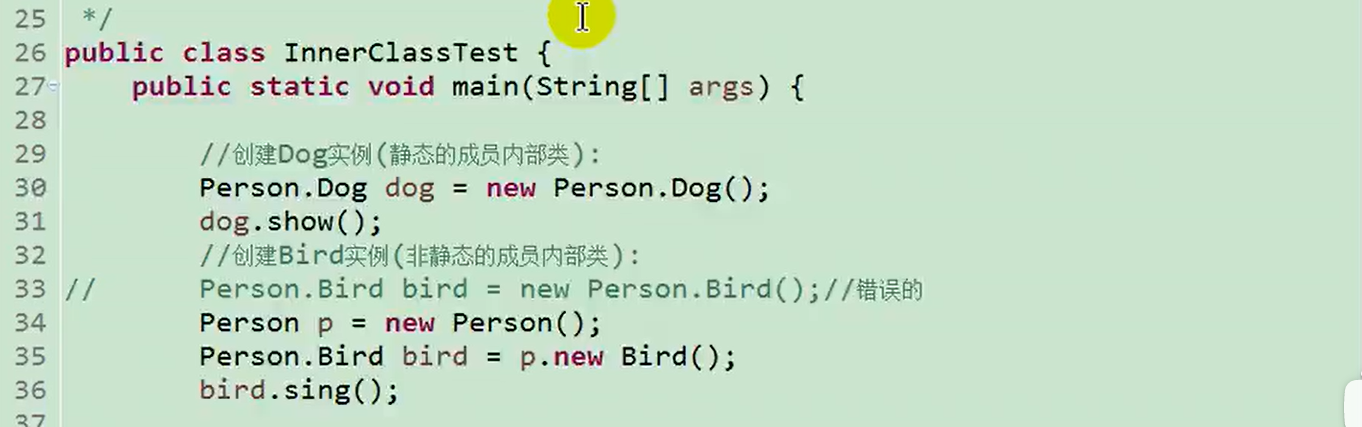 25 */
26 public class InnerClassTest {
27 public static void main(String[] args) {
28
29 //创建Dog实例(静态的成员内部类):
30 Person.Dog dog = new Person.Dog();
31 dog.show();
32 //创建Bird实例(非静态的成员内部类):
33 // Person.Bird bird = new Person.Bird();//错误的
34 Person p = new Person();
35 Person.Bird bird = p.new Bird();
36 bird.sing();
37